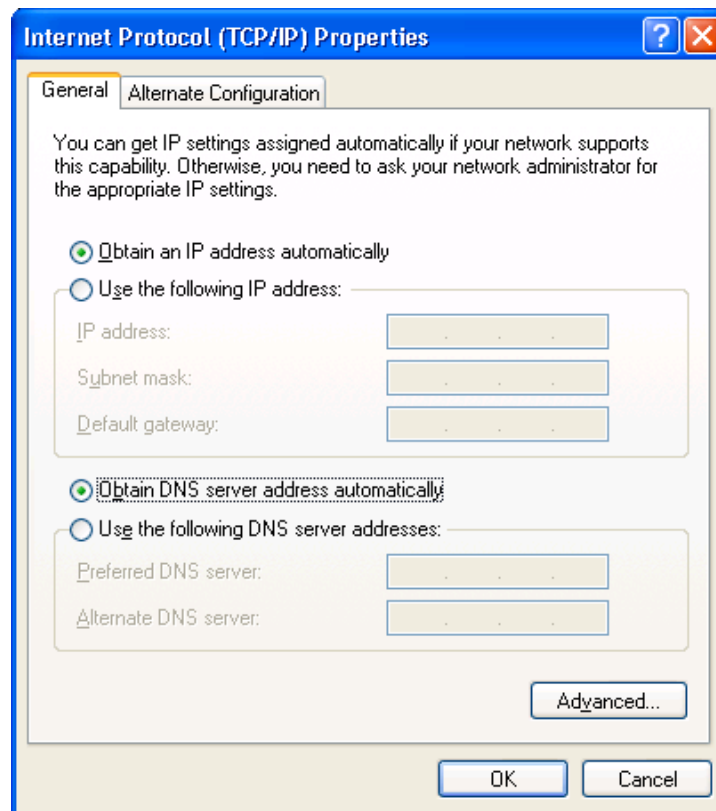 Internet Protocol (TCP/IP) Properties
General
Alternate Configuration
You can get IP settings assigned automatically if your network supports
this capability. Otherwise, you need to ask your network administrator for
the appropriate IP settings.
Obtain an IP address automatically
Use the following IP address:
IP address:
Subnet mask:
Default gateway:
Obtain DNS server address automatically
Use the following DNS server addresses:
Preferred DNS server:
Alternate DNS server:
Advanced...
OK
Cancel